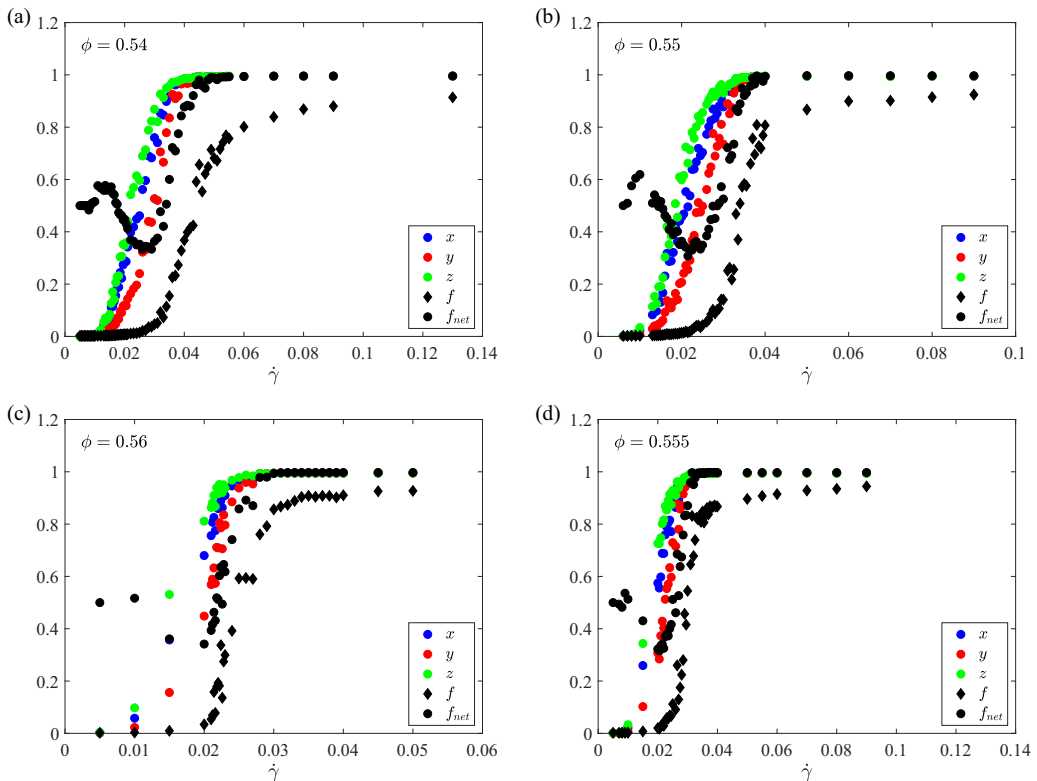 (a)
ϕ = 0.54
1.2
1
0.8
0.6
0.4
0.2
0
0 0.02 0.04 0.06 0.08 0.1 0.12 0.14
γ̇
x
y
z
f
f_net
(b)
ϕ = 0.55
1.2
1
0.8
0.6
0.4
0.2
0
0 0.02 0.04 0.06 0.08 0.1
γ̇
x
y
z
f
f_net
(c)
ϕ = 0.56
1.2
1
0.8
0.6
0.4
0.2
0
0 0.01 0.02 0.03 0.04 0.05 0.06
γ̇
x
y
z
f
f_net
(d)
ϕ = 0.555
1.2
1
0.8
0.6
0.4
0.2
0
0 0.02 0.04 0.06 0.08 0.1 0.12 0.14
γ̇
x
y
z
f
f_net